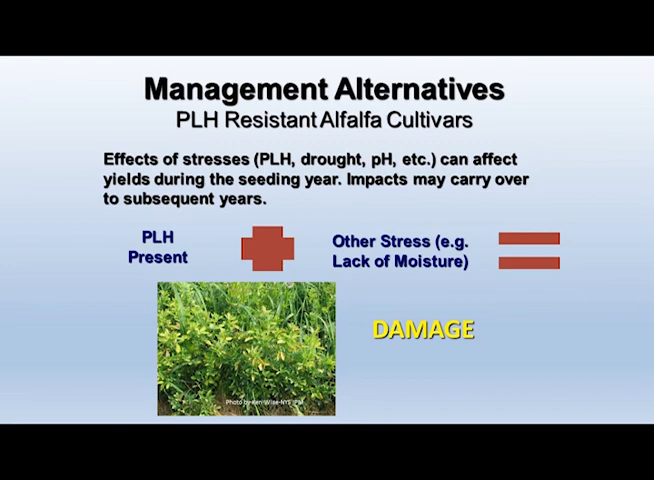 Management Alternatives
PLH Resistant Alfalfa Cultivars
Effects of stresses (PLH, drought, pH, etc.) can affect
yields during the seeding year. Impacts may carry over
to subsequent years.
PLH
Present
Other Stress (e.g.
Lack of Moisture)
DAMAGE
Photo by Ken Wise-NYS IPM